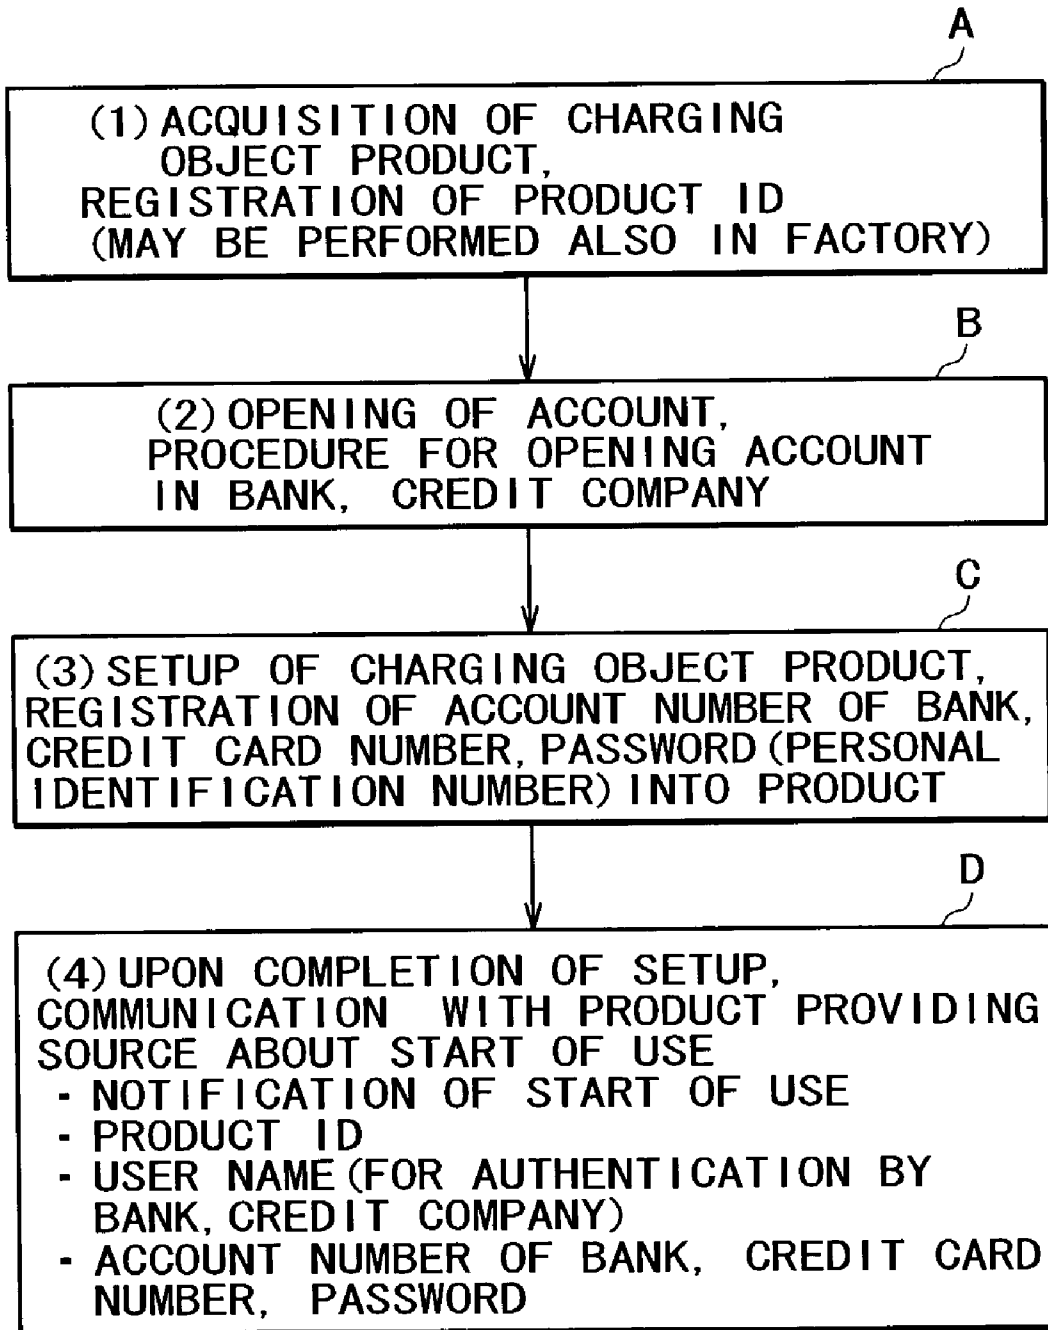 A
(1) ACQUISITION OF CHARGING
OBJECT PRODUCT,
REGISTRATION OF PRODUCT ID
(MAY BE PERFORMED ALSO IN FACTORY)
B
(2) OPENING OF ACCOUNT,
PROCEDURE FOR OPENING ACCOUNT
IN BANK, CREDIT COMPANY
C
(3) SETUP OF CHARGING OBJECT PRODUCT,
REGISTRATION OF ACCOUNT NUMBER OF BANK,
CREDIT CARD NUMBER, PASSWORD (PERSONAL
IDENTIFICATION NUMBER) INTO PRODUCT
D
(4) UPON COMPLETION OF SETUP,
COMMUNICATION WITH PRODUCT PROVIDING
SOURCE ABOUT START OF USE
- NOTIFICATION OF START OF USE
- PRODUCT ID
- USER NAME (FOR AUTHENTICATION BY
BANK, CREDIT COMPANY)
- ACCOUNT NUMBER OF BANK, CREDIT CARD
NUMBER, PASSWORD